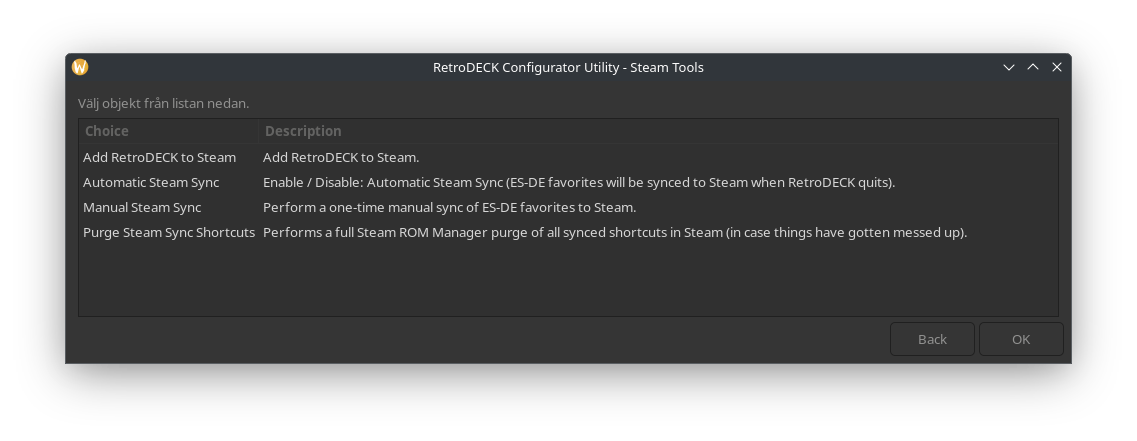 RetroDECK Configurator Utility - Steam Tools
Välj objekt från listan nedan.
Choice Description
Add RetroDECK to Steam Add RetroDECK to Steam.
Automatic Steam Sync Enable / Disable: Automatic Steam Sync (ES-DE favorites will be synced to Steam when RetroDECK quits).
Manual Steam Sync Perform a one-time manual sync of ES-DE favorites to Steam.
Purge Steam Sync Shortcuts Performs a full Steam ROM Manager purge of all synced shortcuts in Steam (in case things have gotten messed up).
Back OK